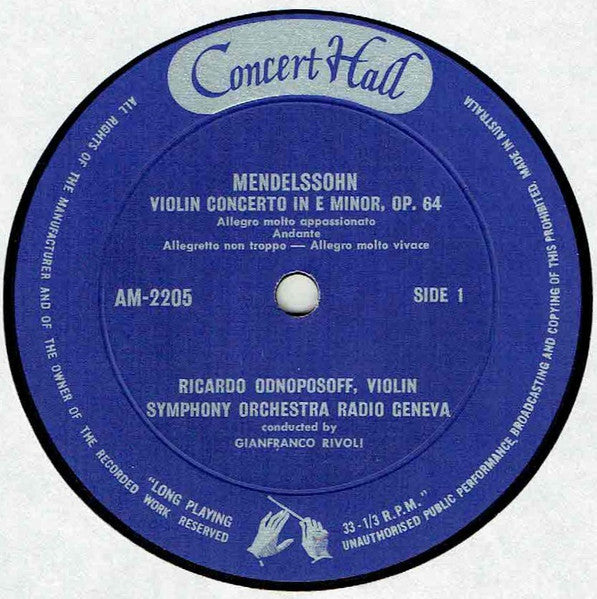 Concert Hall
MENDELSSOHN
VIOLIN CONCERTO IN E MINOR, OP. 64
Allegro molto appassionato
Andante
Allegretto non troppo — Allegro molto vivace
AM-2205
SIDE 1
RICARDO ODNOPOSOFF, VIOLIN
SYMPHONY ORCHESTRA RADIO GENEVA
conducted by
GIANFRANCO RIVOLI
"LONG PLAYING
33-1/3 R.P.M."
ALL RIGHTS OF THE MANUFACTURER AND OF THE OWNER OF THE RECORDED WORK RESERVED
UNAUTHORISED PUBLIC PERFORMANCE, BROADCASTING AND COPYING OF THIS PROHIBITED, MADE IN AUSTRALIA